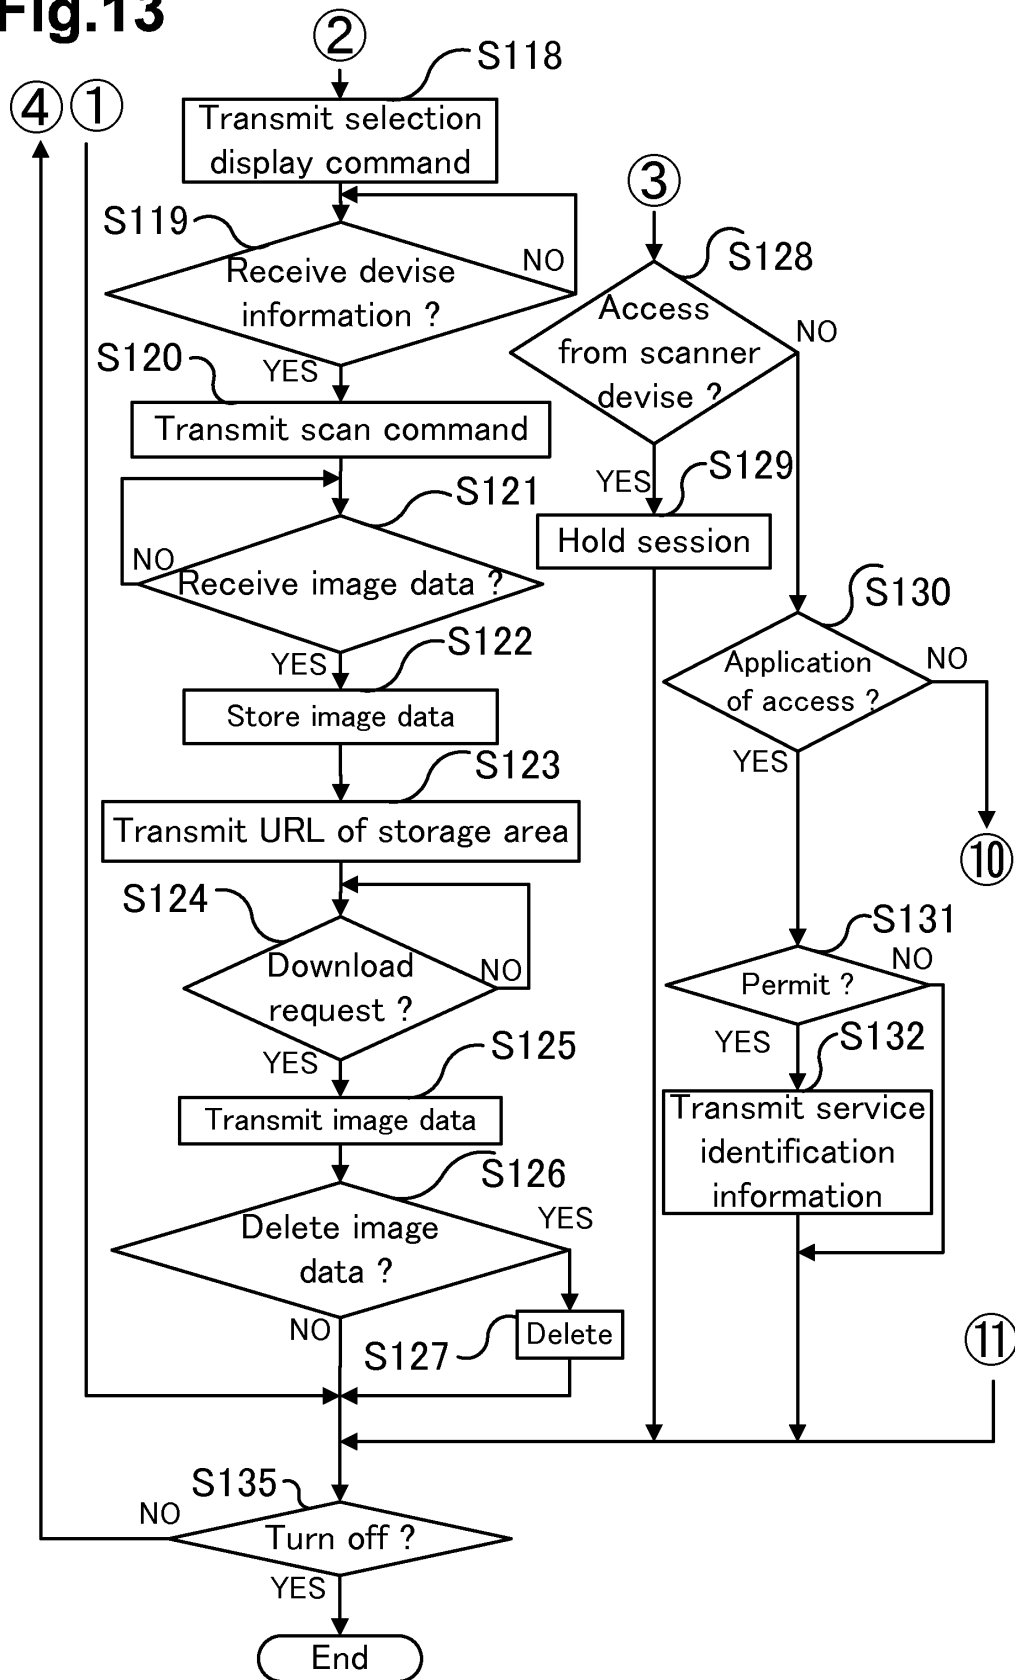 Fig.13
②
S118
④ ①
Transmit selection
display command
③
S119
NO
S128
Receive devise
information ?
Access
from scanner
devise ?
NO
S120
YES
Transmit scan command
YES
S129
S121
Hold session
NO
Receive image data ?
S130
YES
S122
Application
of access ?
NO
Store image data
YES
S123
Transmit URL of storage area
⑩
S124
S131
NO
Download
request ?
NO
Permit ?
YES
S125
YES
S132
Transmit image data
Transmit service
identification
information
S126
YES
Delete image
data ?
NO
S127
Delete
⑪
S135
NO
Turn off ?
YES
End